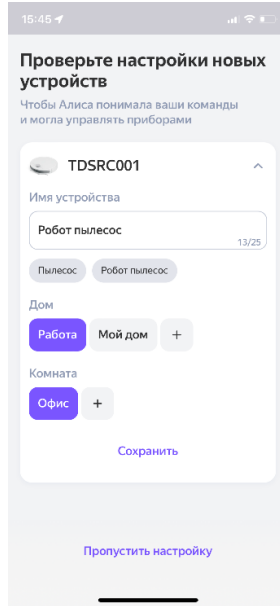 15:45
Проверьте настройки новых
устройств
Чтобы Алиса понимала ваши команды
и могла управлять приборами
TDSRC001
Имя устройства
Робот пылесос
13/25
Пылесос Робот пылесос
Дом
Работа Мой дом +
Комната
Офис +
Сохранить
Пропустить настройку